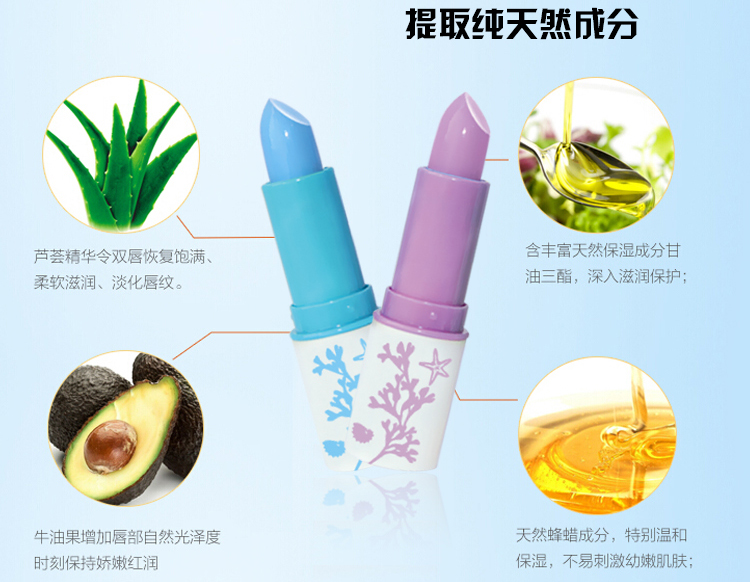 提取纯天然成分
芦荟精华令双唇恢复饱满、
柔软滋润、淡化唇纹。
含丰富天然保湿成分甘
油三酯，深入滋润保护；
牛油果增加唇部自然光泽度
时刻保持娇嫩红润
天然蜂蜡成分，特别温和
保湿，不易刺激幼嫩肌肤；